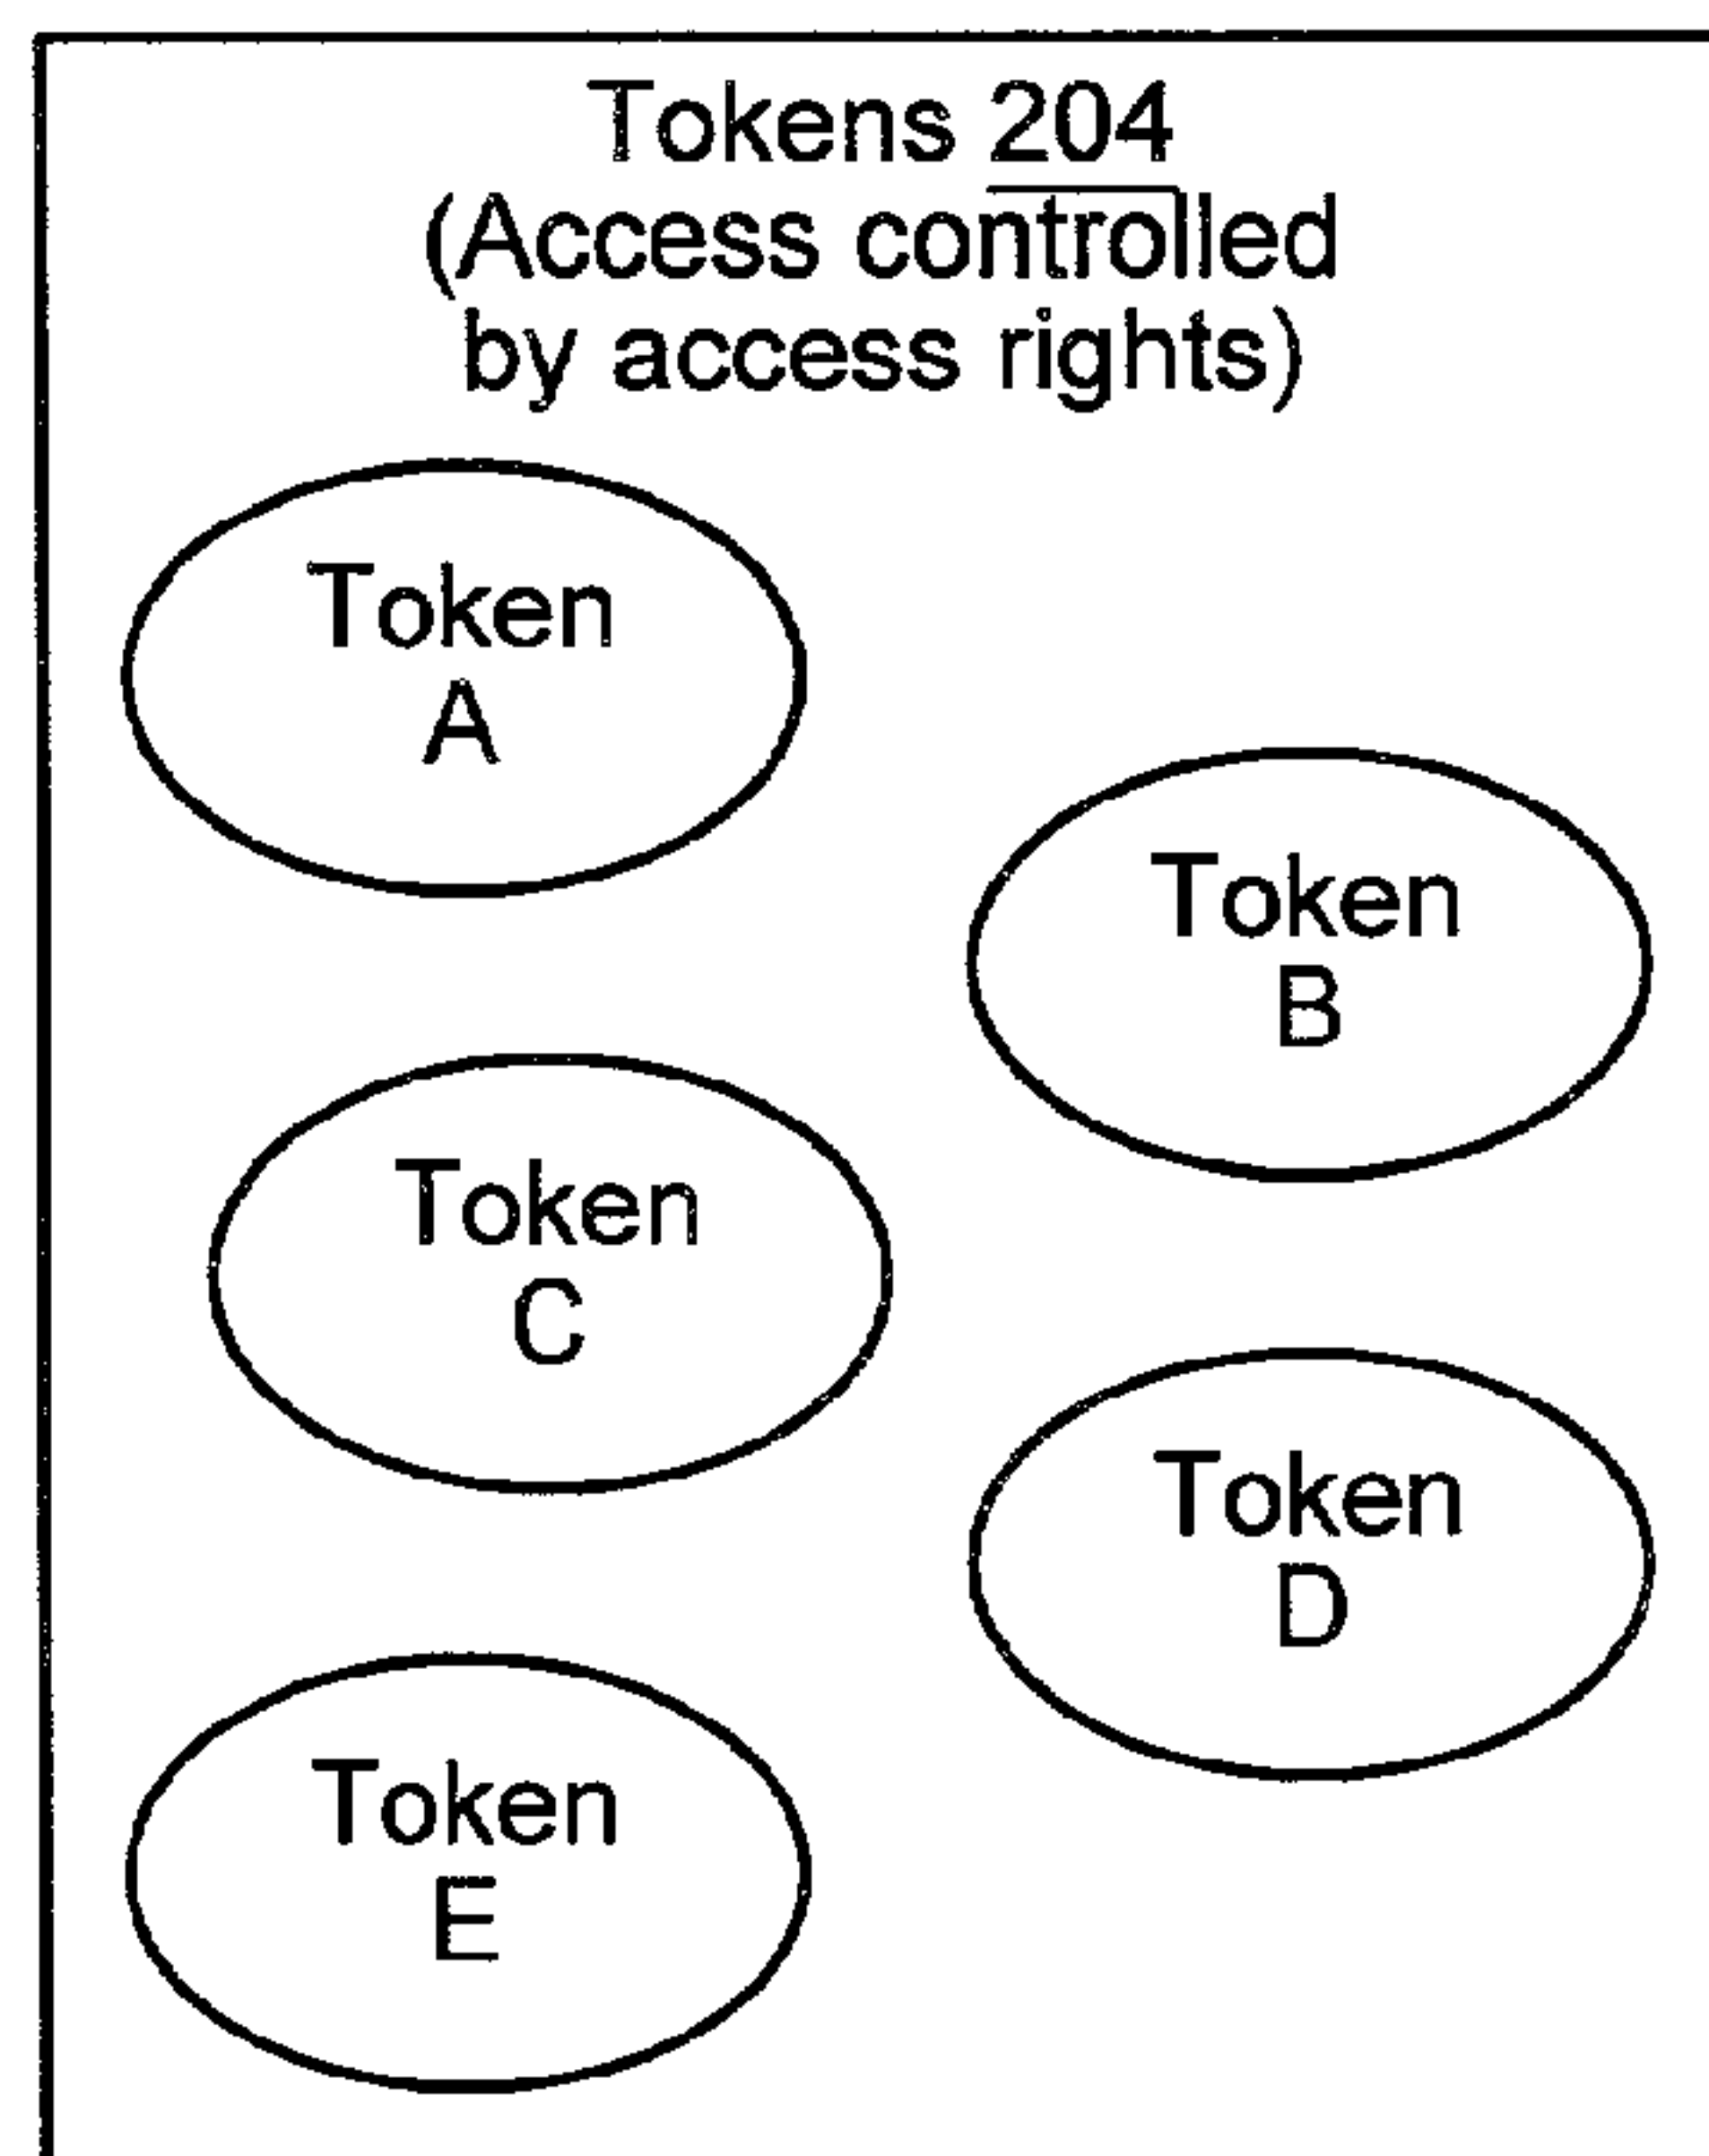 Tokens 204
(Access controlled
by access rights)
Token
A
Token
B
Token
C
Token
D
Token
E